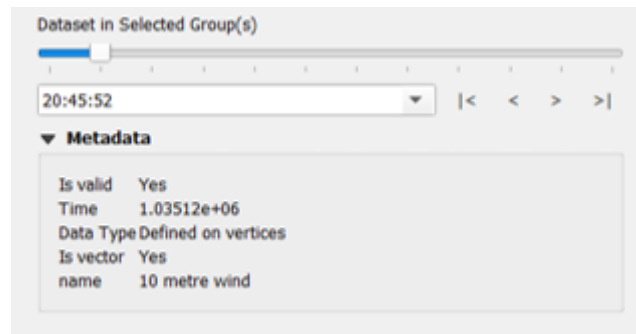 Dataset in Selected Group(s)
20:45:52 |< < > >|
Metadata
Is valid Yes
Time 1.03512e+06
Data Type Defined on vertices
Is vector Yes
name 10 metre wind